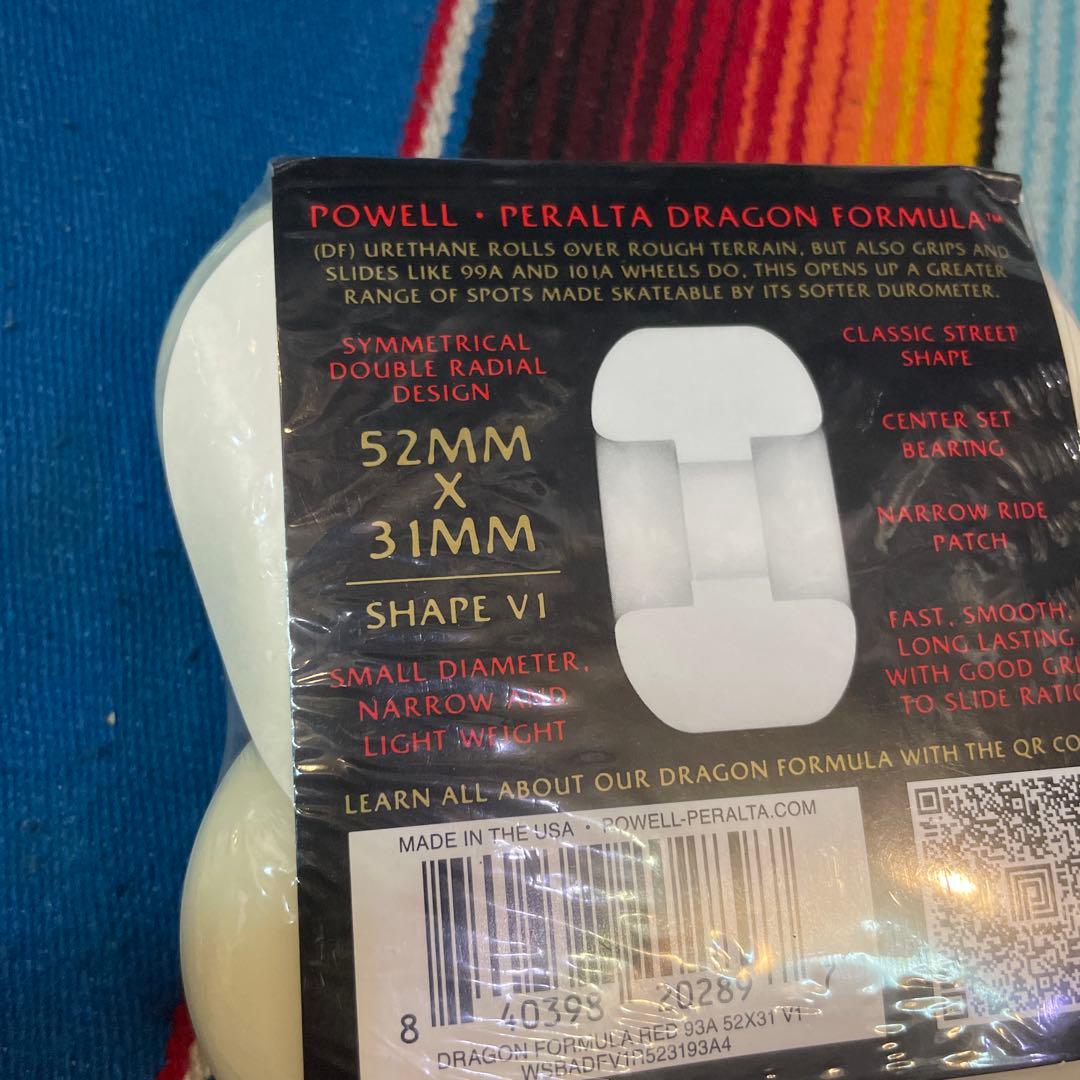 POWELL · PERALTA DRAGON FORMULA™
(DF) URETHANE ROLLS OVER ROUGH TERRAIN, BUT ALSO GRIPS AND
SLIDES LIKE 99A AND 101A WHEELS DO. THIS OPENS UP A GREATER
RANGE OF SPOTS MADE SKATEABLE BY ITS SOFTER DUROMETER.
SYMMETRICAL
DOUBLE RADIAL
DESIGN
52MM
X
31MM
SHAPE V1
SMALL DIAMETER,
NARROW AND
LIGHT WEIGHT
CLASSIC STREET
SHAPE
CENTER SET
BEARING
NARROW RIDE
PATCH
FAST, SMOOTH,
LONG LASTING
WITH GOOD GRI
TO SLIDE RATIO
LEARN ALL ABOUT OUR DRAGON FORMULA WITH THE QR CO
MADE IN THE USA · POWELL-PERALTA.COM
8 40398 20289 7
DRAGON FORMULA RED 93A 52X31 V1
WSBADFV1R523193A4